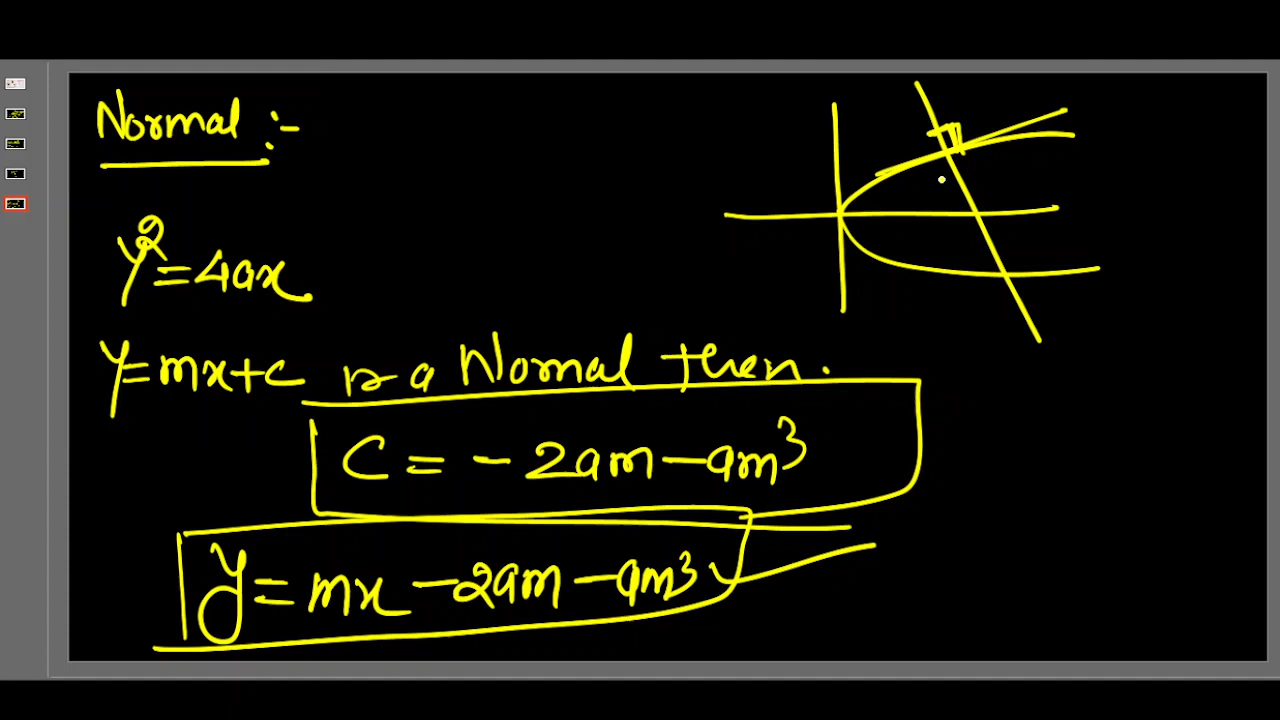 Normal :-
y²=4ax
y=mx+c is a Normal then.
C = -2am-am³
y=mx-2am-am³